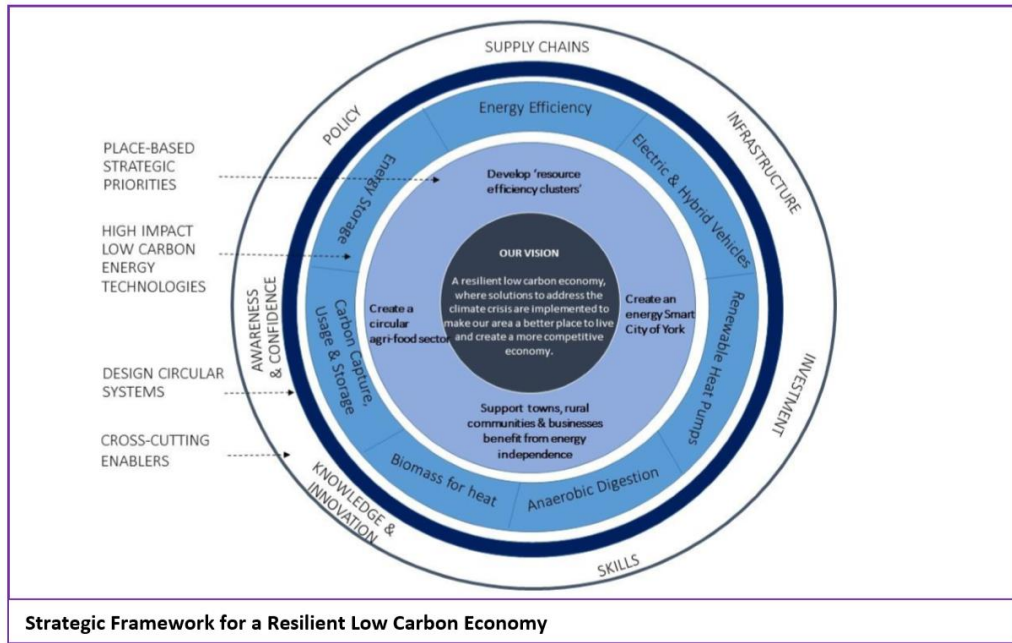 SUPPLY CHAINS
POLICY
INFRASTRUCTURE
Energy Efficiency
PLACE-BASED
STRATEGIC
PRIORITIES
Energy Storage
Electric & Hybrid Vehicles
Develop ‘resource
efficiency clusters’
HIGH IMPACT
LOW CARBON
ENERGY
TECHNOLOGIES
OUR VISION
A resilient low carbon economy,
where solutions to address the
climate crisis are implemented to
make our area a better place to live
and create a more competitive
economy.
Create a
circular
agri-food sector
Create an
energy Smart
City of York
AWARENESS
& CONFIDENCE
Carbon Capture,
Usage & Storage
Renewable Heat Pumps
INVESTMENT
DESIGN CIRCULAR
SYSTEMS
Support towns, rural
communities & businesses
benefit from energy
independence
CROSS-CUTTING
ENABLERS
KNOWLEDGE &
INNOVATION
Biomass for heat
Anaerobic Digestion
SKILLS
Strategic Framework for a Resilient Low Carbon Economy